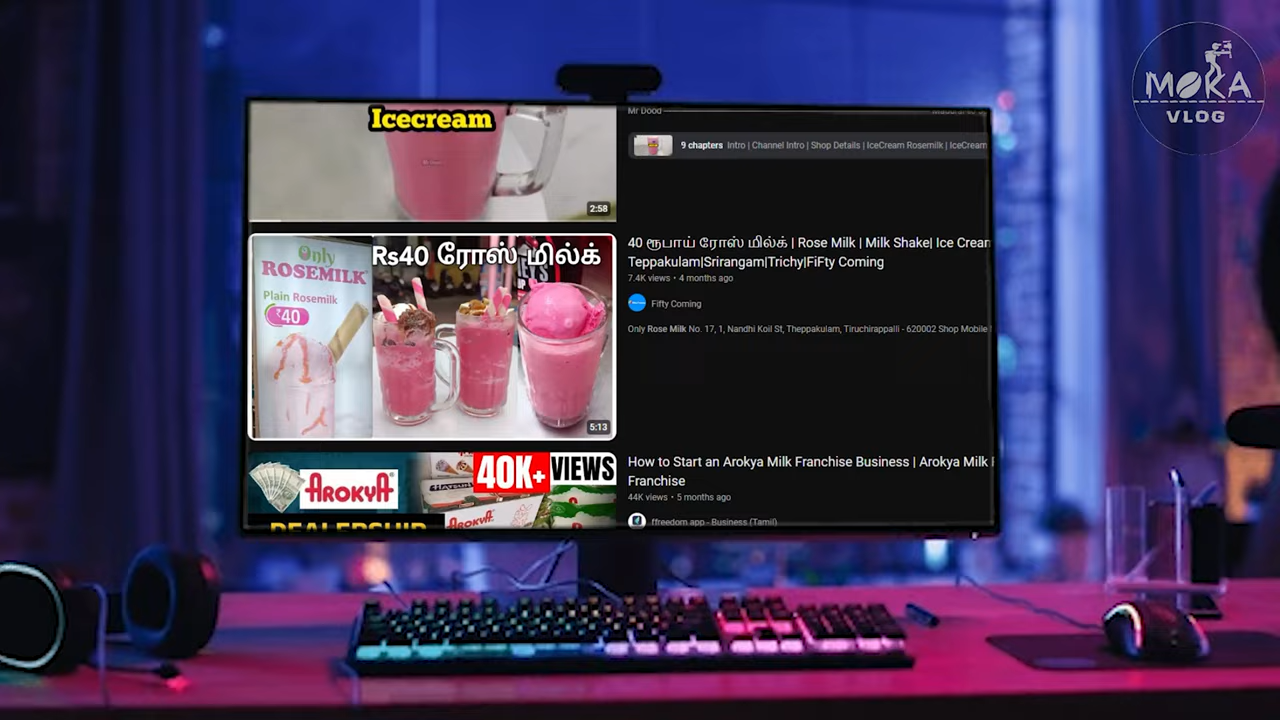 MOKA
VLOG
Icecream
2:58
Mr Dood
9 chapters Intro | Channel Intro | Shop Details | IceCream Rosemilk | IceCream
Only
ROSEMILK
Plain Rosemilk
₹40
Rs40 ரோஸ் மில்க்
5:13
40 ரூபாய் ரோஸ் மில்க் | Rose Milk | Milk Shake| Ice Cream
Teppakulam|Srirangam|Trichy|FiFty Coming
7.4K views • 4 months ago
Fifty Coming
Only Rose Milk No. 17, 1, Nandhi Koil St, Theppakulam, Tiruchirappalli - 620002 Shop Mobile
AROKYA
40K+ VIEWS
AROKYA
DEALERSHIP
How to Start an Arokya Milk Franchise Business | Arokya Milk
Franchise
44K views • 5 months ago
ffreedom app - Business (Tamil)